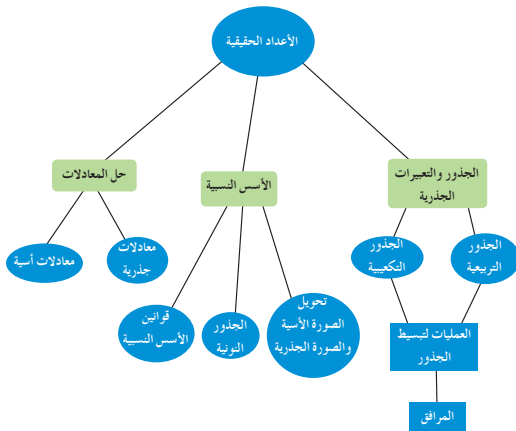 الأعداد الحقيقية
الجذور والتعبيرات
الجذرية
الأسس النسبية
حل المعادلات
الجذور
التربيعية
الجذور
التكعيبية
معادلات
جذرية
معادلات أسية
تحويل
الصورة الأسية
والصورة الجذرية
الجذور
النونية
قوانين
الأسس النسبية
العمليات لتبسيط
الجذور
المرافق